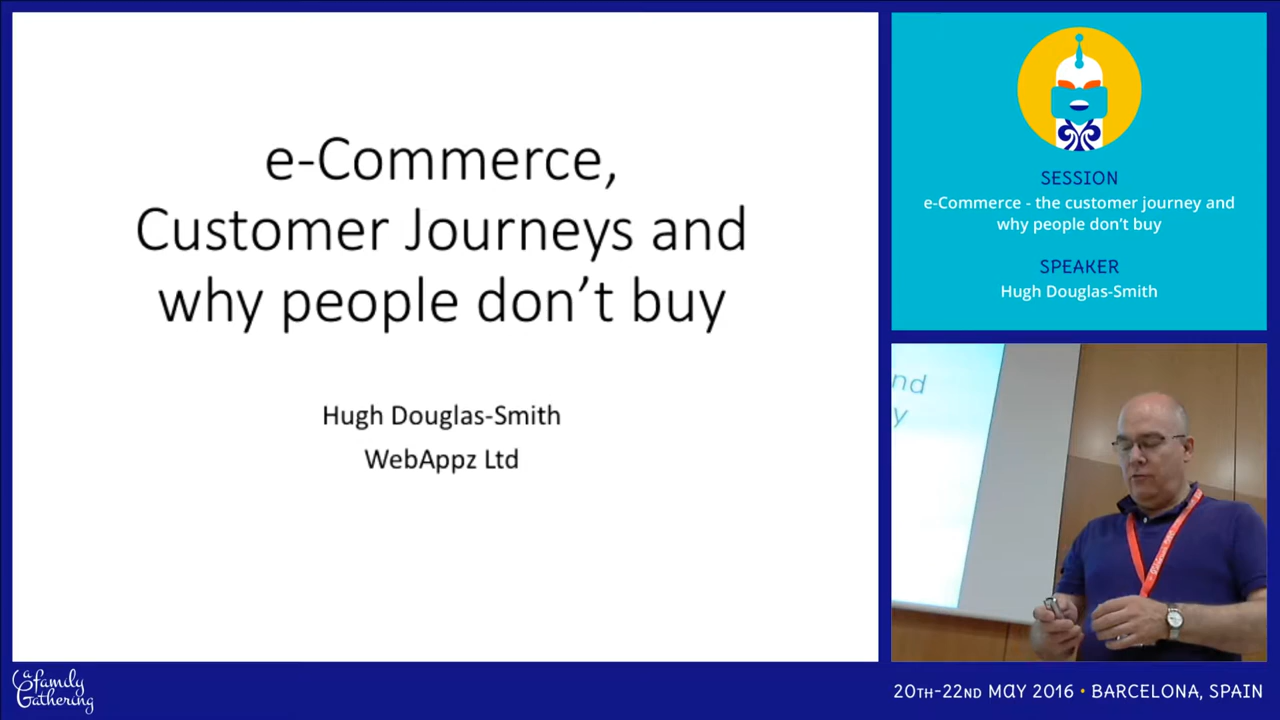 e-Commerce,
Customer Journeys and
why people don't buy
Hugh Douglas-Smith
WebAppz Ltd
SESSION
e-Commerce - the customer journey and
why people don't buy
SPEAKER
Hugh Douglas-Smith
nd
y
a family
Gathering
20TH-22ND MAY 2016 • BARCELONA, SPAIN